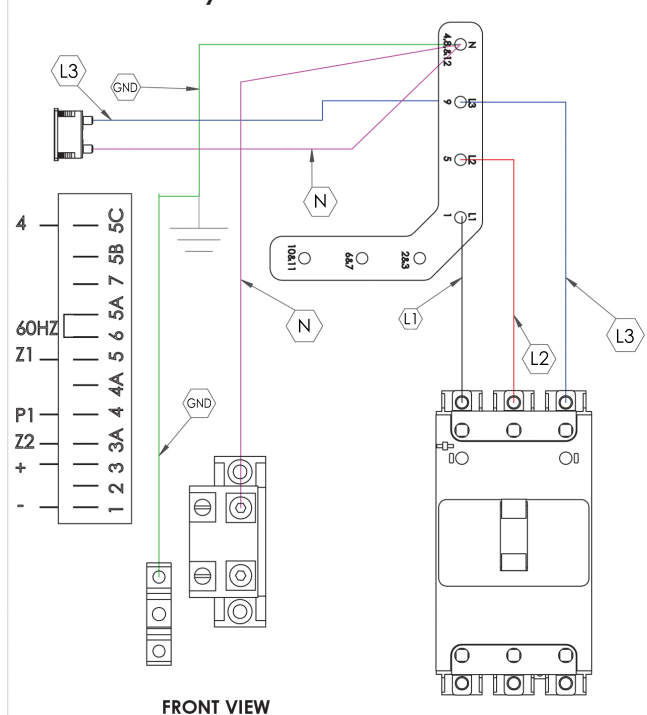 N
4,8,&12
L3
9
L2
5
L1
1
10&11
6&7
2&3
L3
GND
N
N
L1
L2
L3
GND
4
5C
5B
7
5A
60HZ
6
Z1
5
4A
P1
4
Z2
3A
+
3
2
-
1
FRONT VIEW